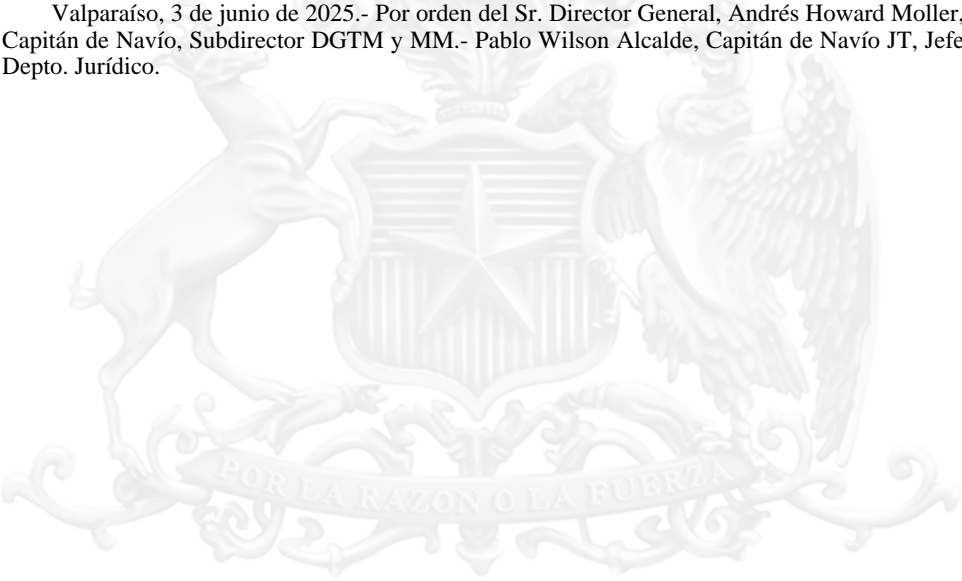 Valparaíso, 3 de junio de 2025.- Por orden del Sr. Director General, Andrés Howard Moller,
Capitán de Navío, Subdirector DGTM y MM.- Pablo Wilson Alcalde, Capitán de Navío JT, Jefe
Depto. Jurídico.
POR LA RAZON O LA FUERZA